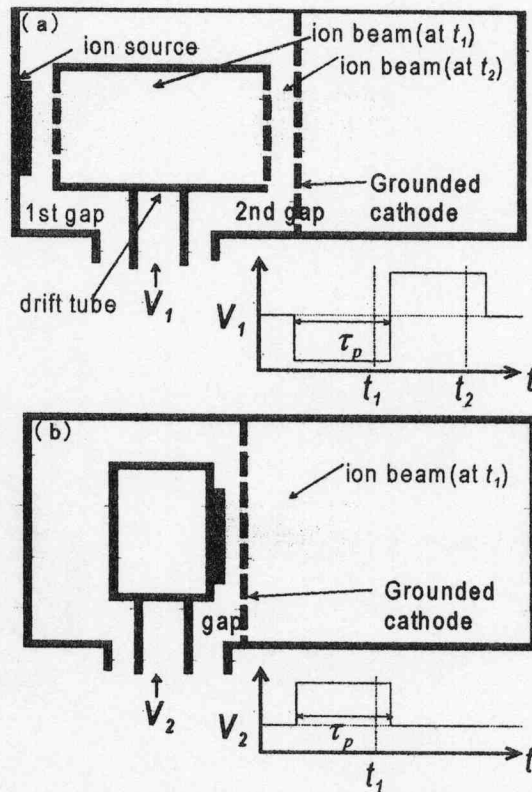 (a)
ion source
ion beam(at t₁)
ion beam(at t₂)
Grounded
cathode
1st gap
2nd gap
drift tube
V₁
V₁
τₚ
t₁
t₂
t
(b)
ion beam(at t₁)
Grounded
cathode
gap
V₂
V₂
τₚ
t₁
t